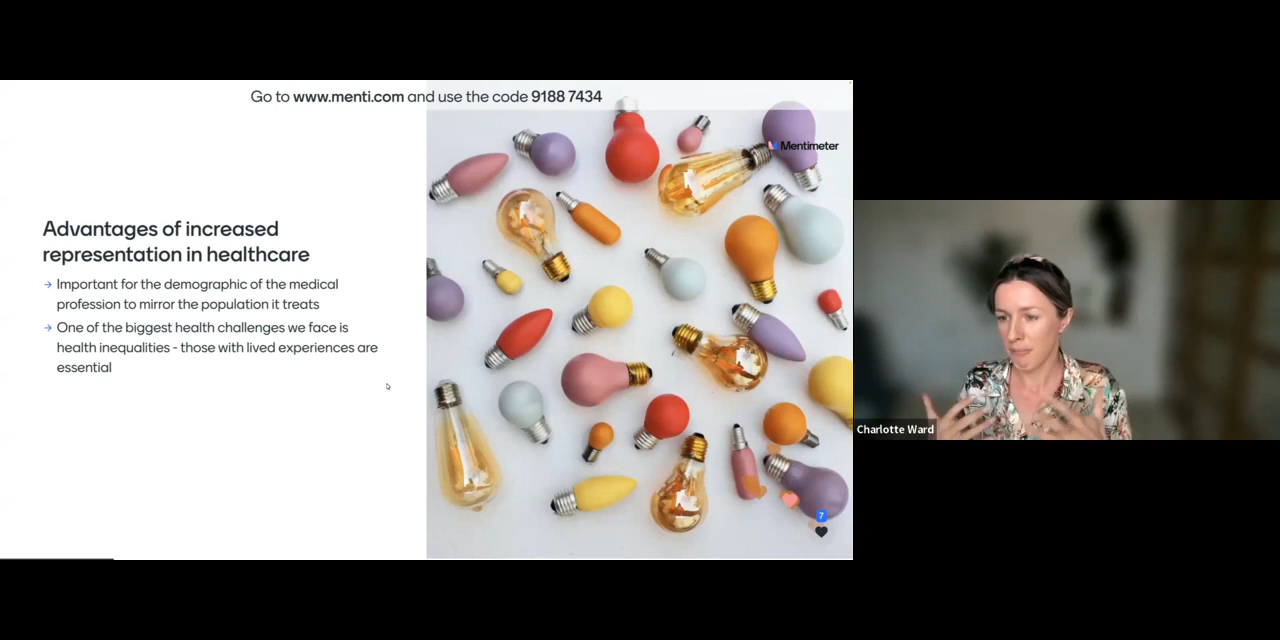 Go to www.menti.com and use the code 9188 7434
Mentimeter
Advantages of increased
representation in healthcare
→ Important for the demographic of the medical
profession to mirror the population it treats
→ One of the biggest health challenges we face is
health inequalities - those with lived experiences are
essential
7
Charlotte Ward